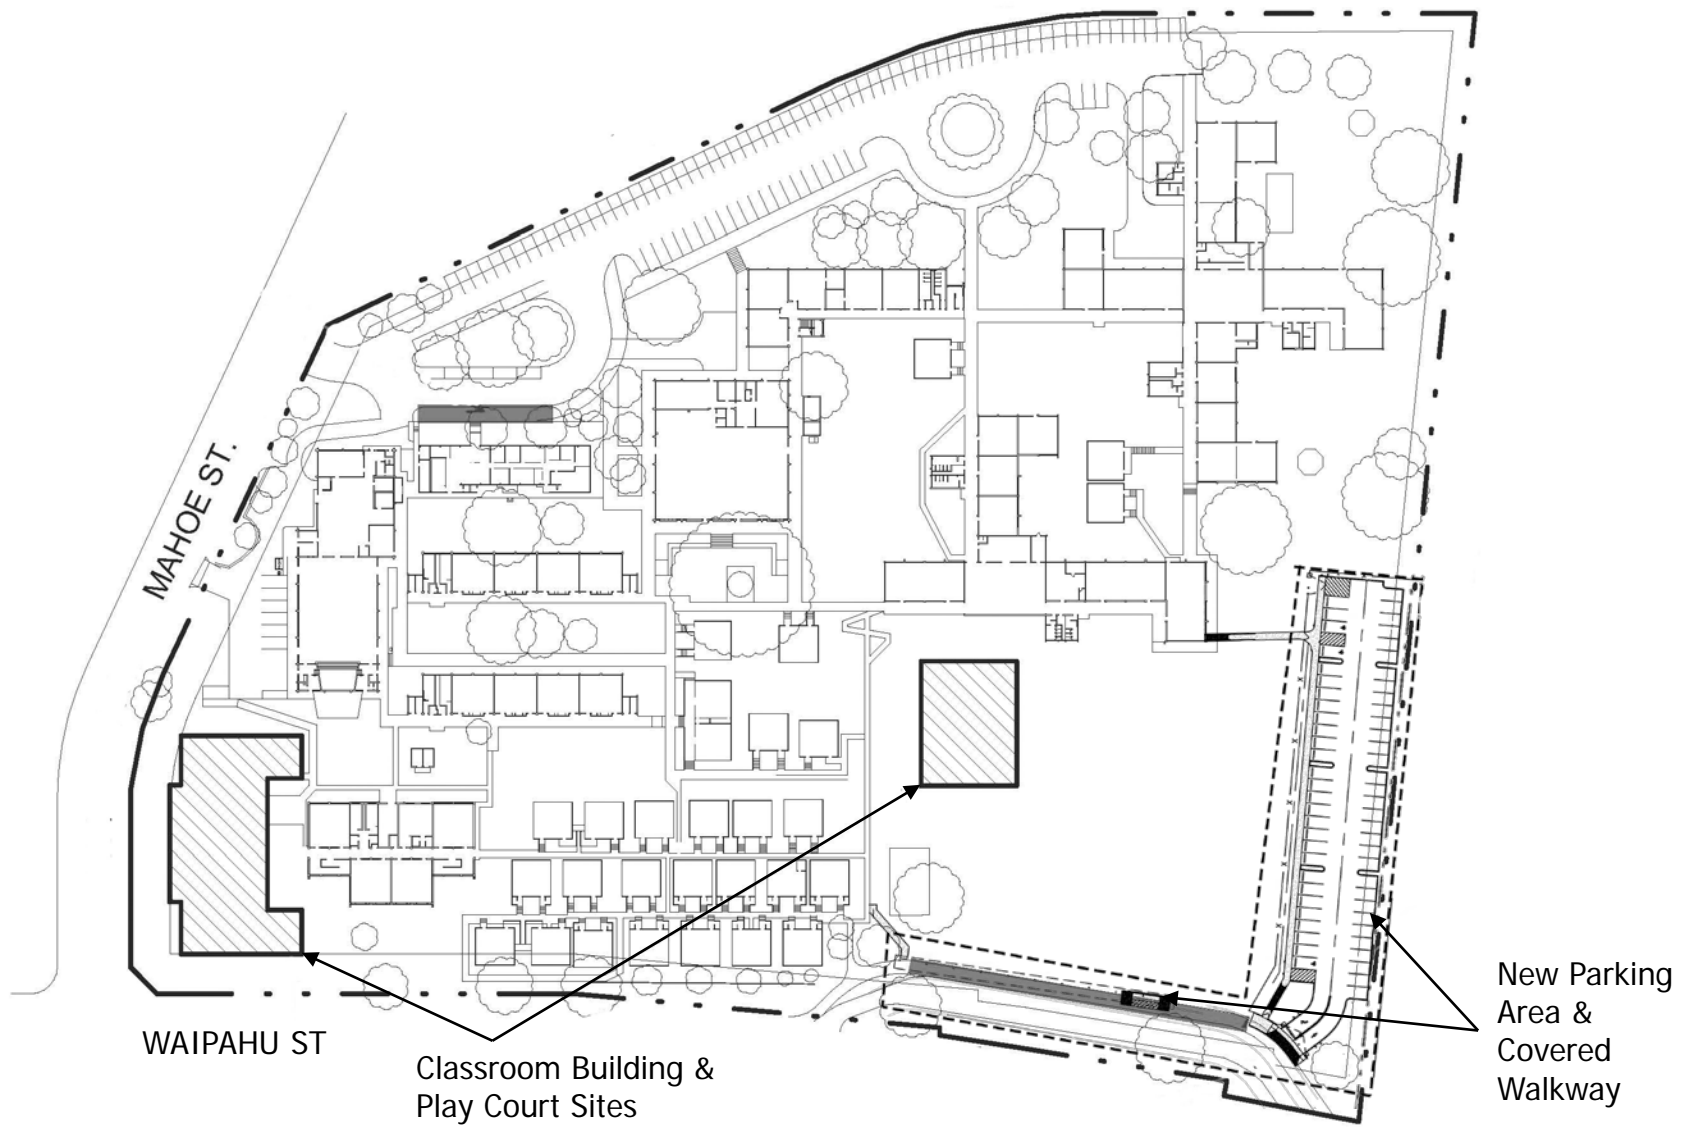 MAHOE ST.
WAIPAHU ST
Classroom Building &
Play Court Sites
New Parking
Area &
Covered
Walkway